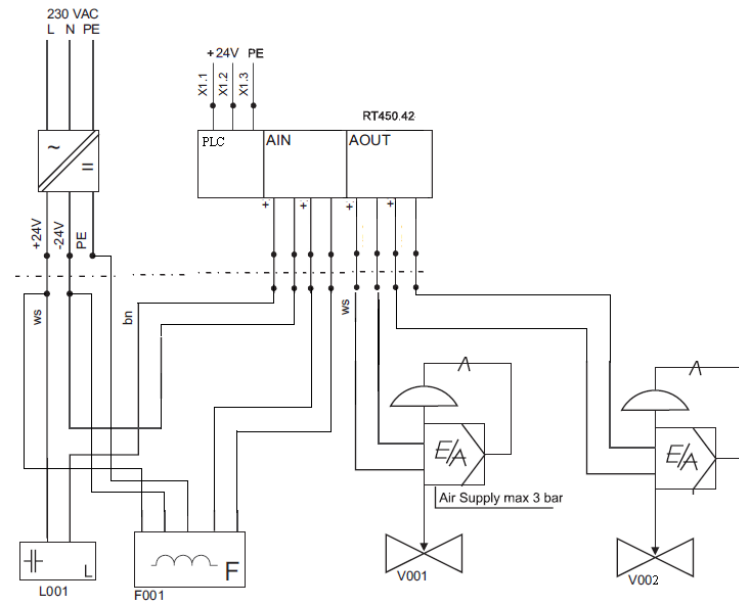 230 VAC
L N PE
+24V PE
X1.1 X1.2 X1.3
RT450.42
PLC AIN AOUT
~
=
+ + + +
+24V -24V PE
ws bn ws
A A
E/A E/A
Air Supply max 3 bar
L F
L001 F001 V001 V002